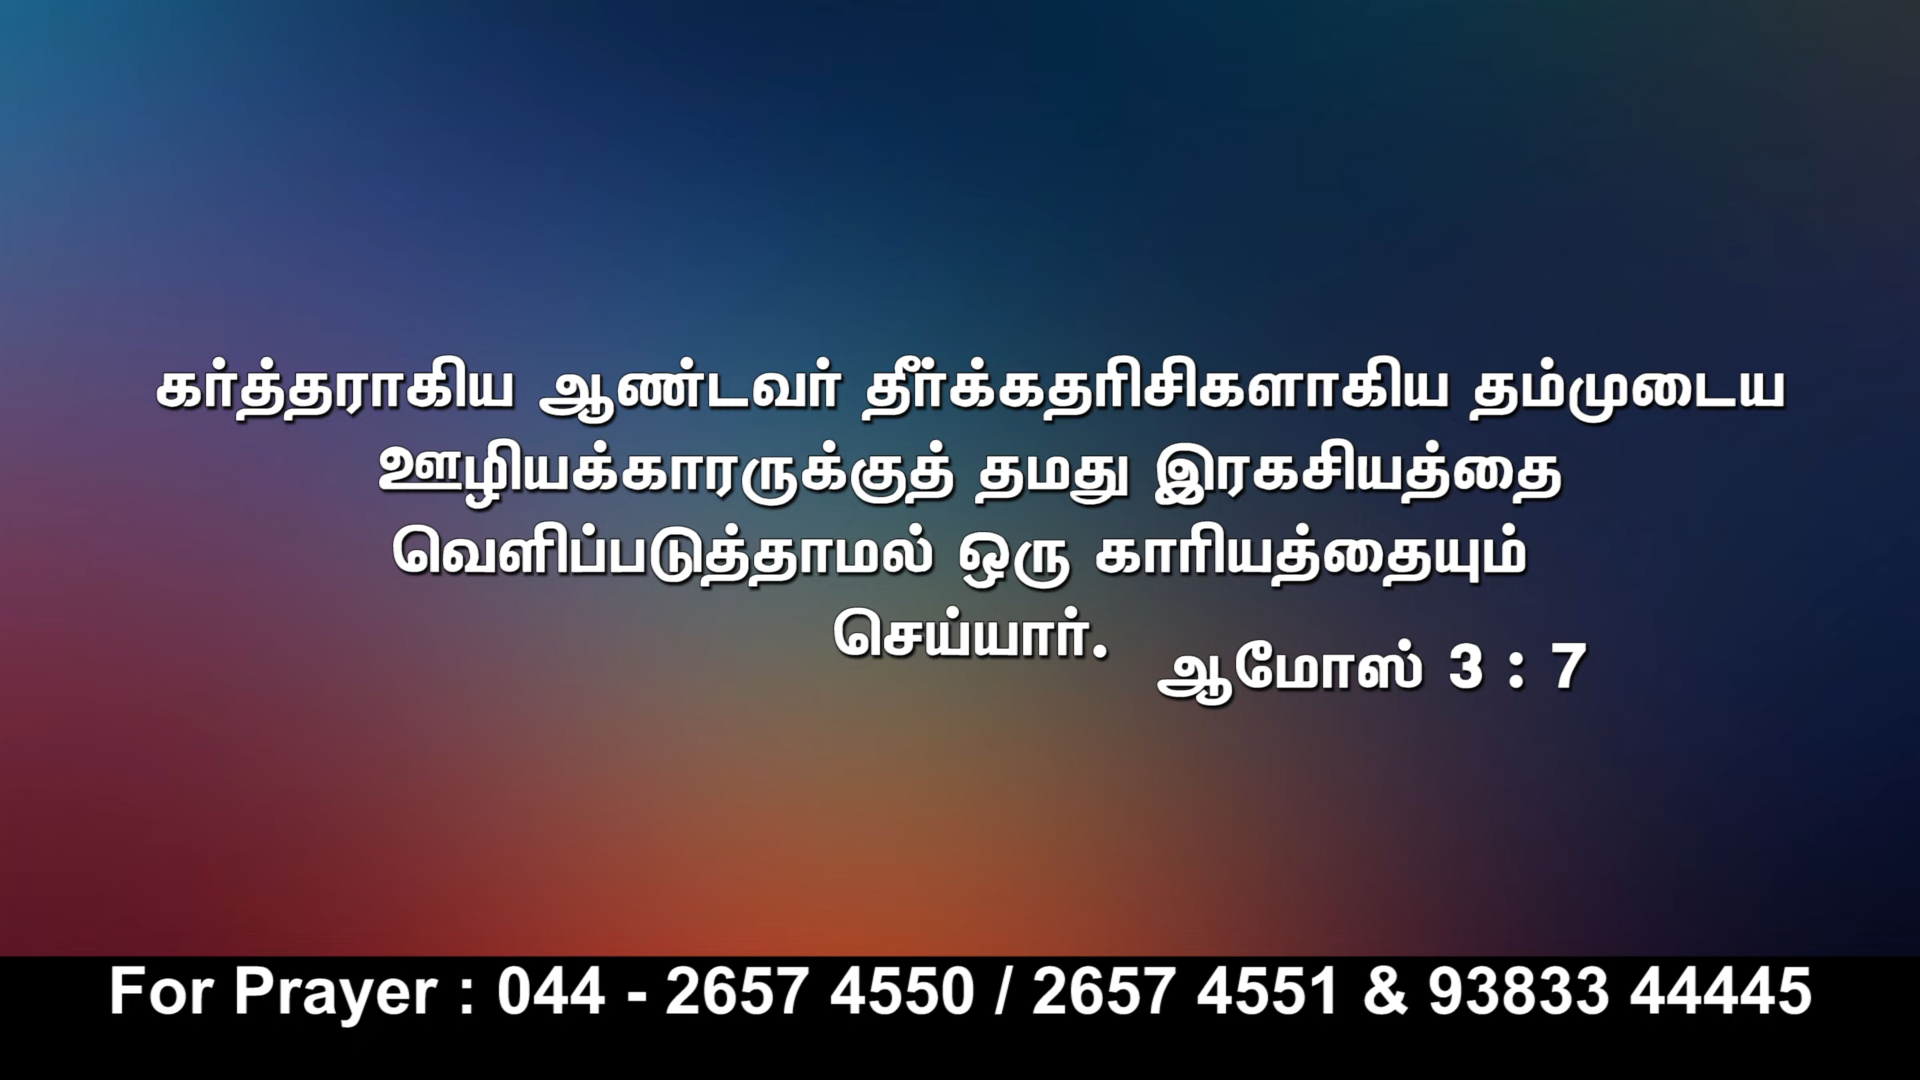 கர்த்தராகிய ஆண்டவர் தீர்க்கதரிசிகளாகிய தம்முடைய
ஊழியக்காரருக்குத் தமது இரகசியத்தை
வெளிப்படுத்தாமல் ஒரு காரியத்தையும்
செய்யார்.
ஆமோஸ் 3 : 7
For Prayer : 044 - 2657 4550 / 2657 4551 & 93833 44445